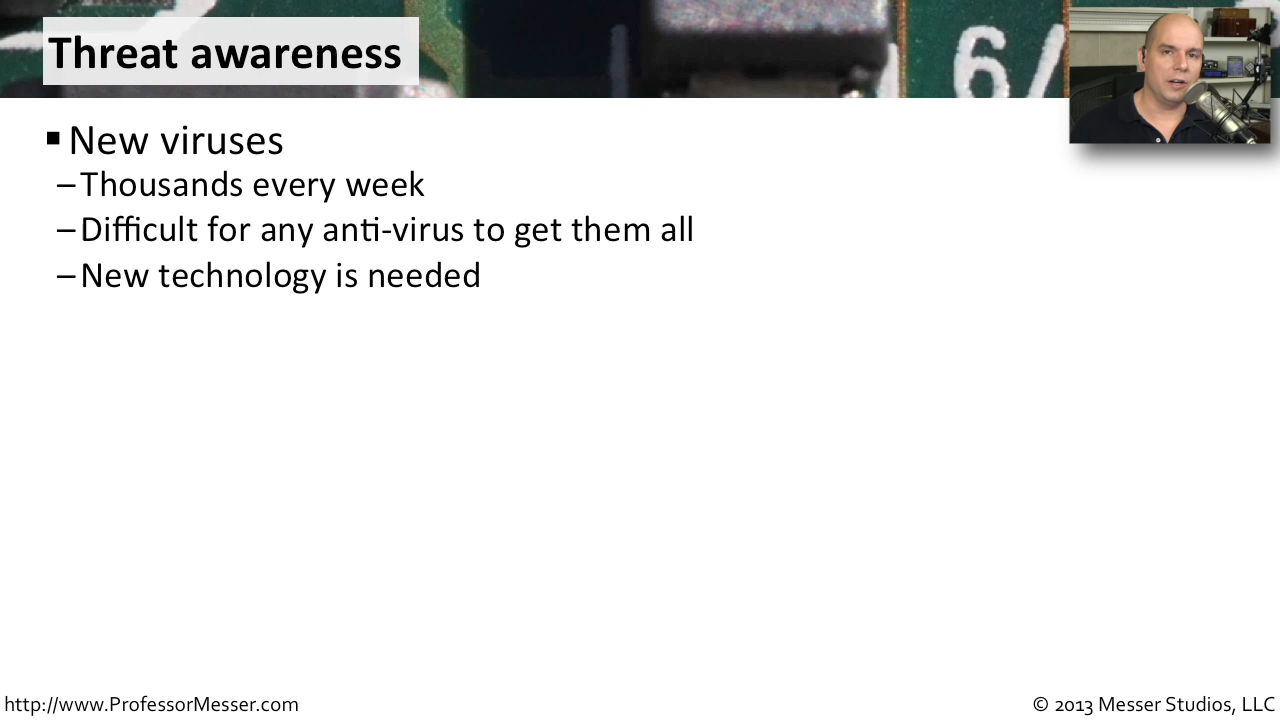 Threat awareness
6/
▪ New viruses
– Thousands every week
– Difficult for any anti-virus to get them all
– New technology is needed
http://www.ProfessorMesser.com
© 2013 Messer Studios, LLC